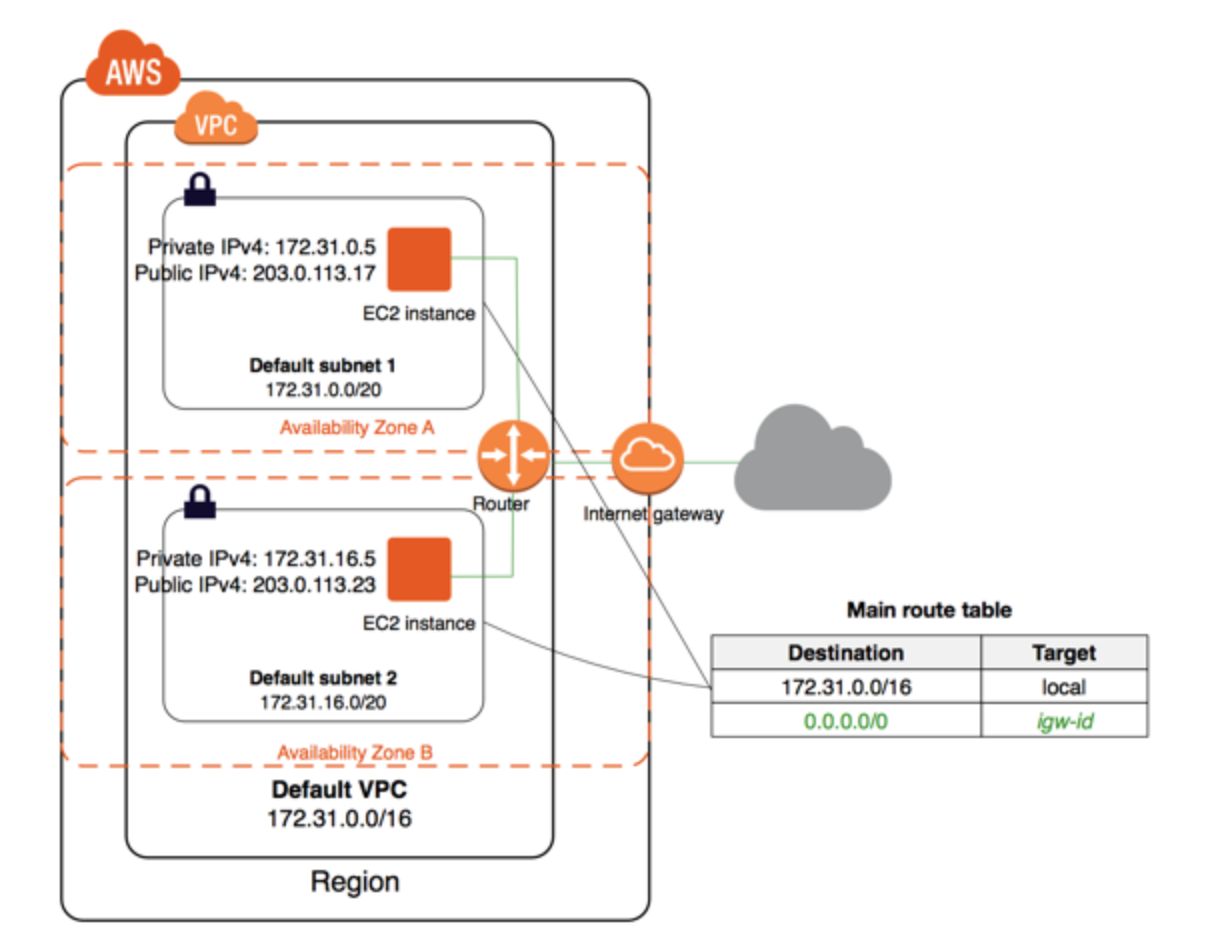 AWS
VPC
Private IPv4: 172.31.0.5
Public IPv4: 203.0.113.17
EC2 instance
Default subnet 1
172.31.0.0/20
Availability Zone A
Router
Internet gateway
Private IPv4: 172.31.16.5
Public IPv4: 203.0.113.23
EC2 instance
Default subnet 2
172.31.16.0/20
Availability Zone B
Default VPC
172.31.0.0/16
Region
Main route table
Destination Target
172.31.0.0/16 local
0.0.0.0/0 igw-id